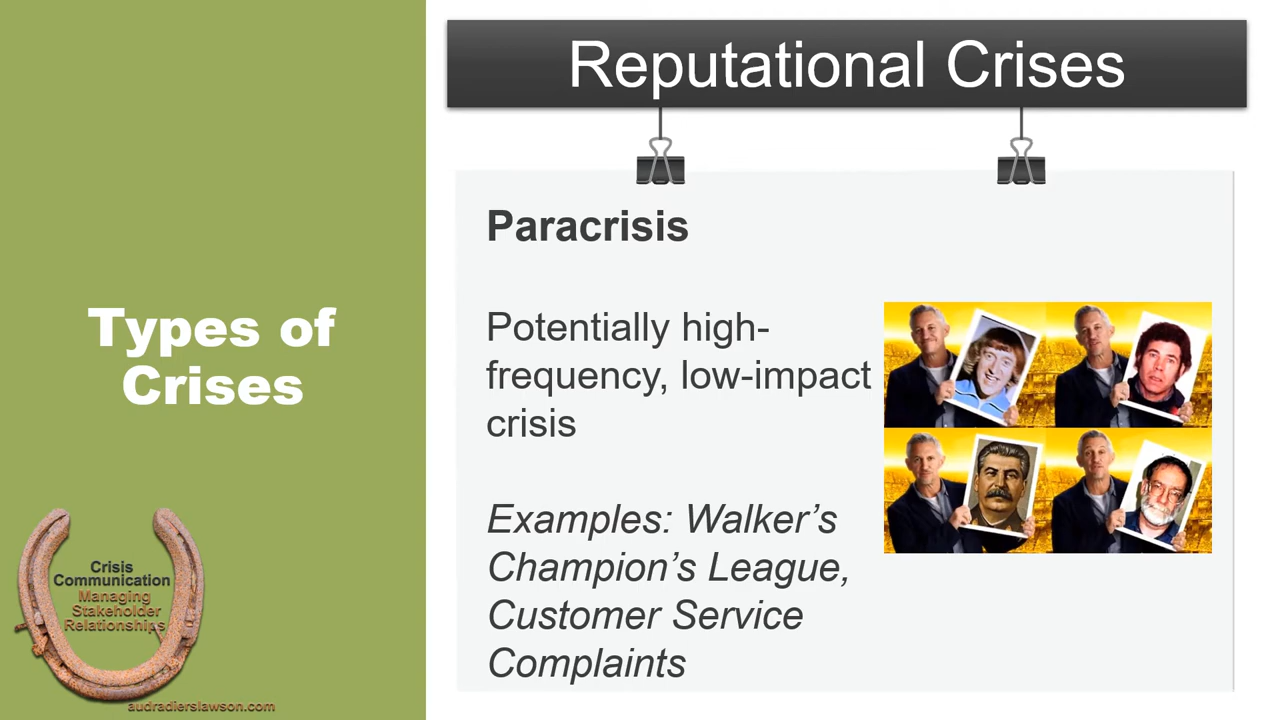 Reputational Crises
Types of
Crises
Paracrisis
Potentially high-
frequency, low-impact
crisis
Examples: Walker’s
Champion’s League,
Customer Service
Complaints
Crisis
Communication
Managing
Stakeholder
Relationships
audradierslawson.com